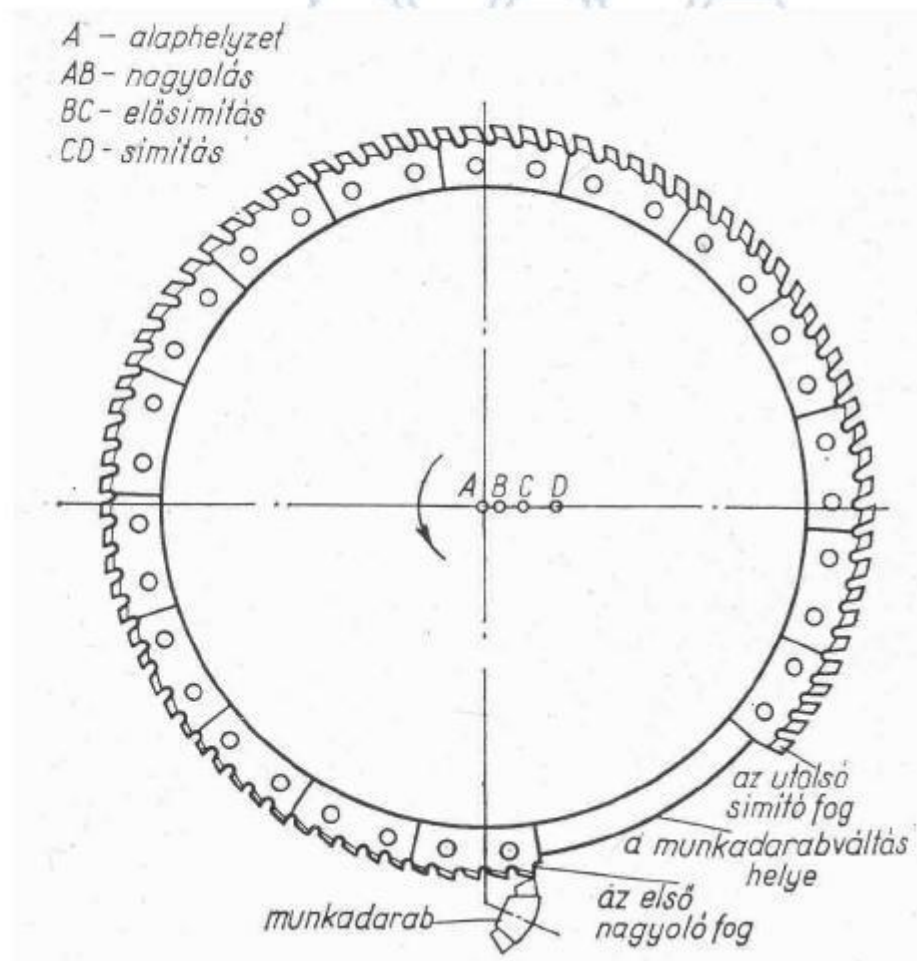 A - alaphelyzet
AB - nagyolás
BC - elősimítás
CD - simítás
A B C D
az utolsó
simító fog
a munkadarabváltás
helye
az első
nagyoló fog
munkadarab